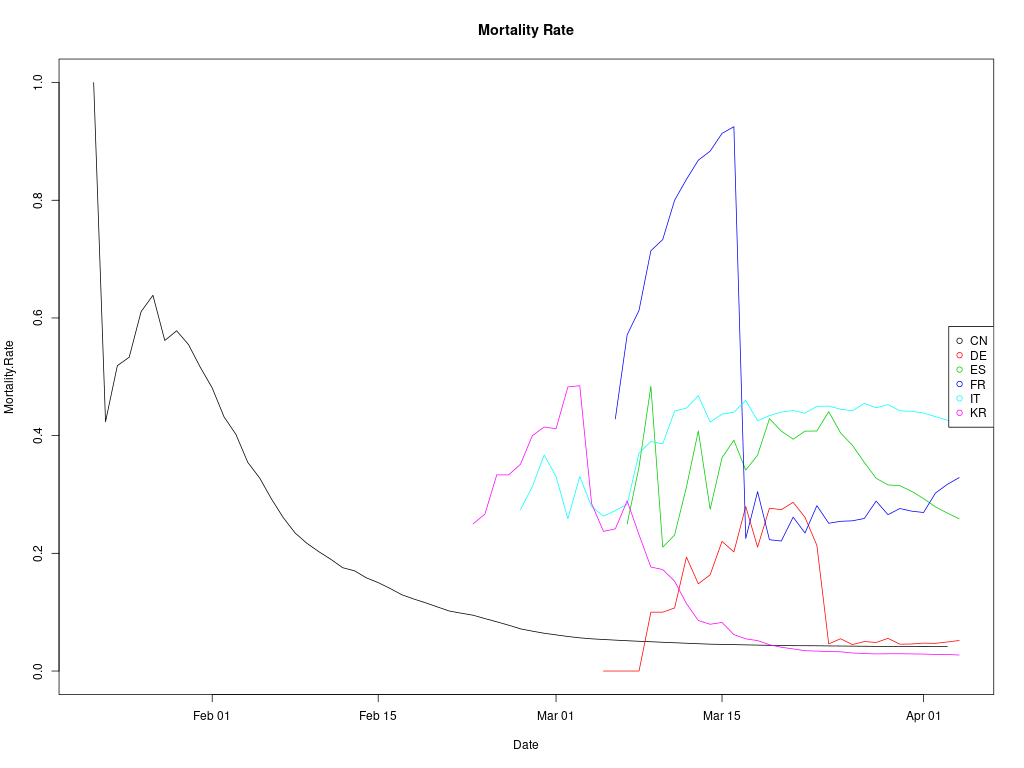 Mortality Rate
Mortality.Rate
1.0
0.8
0.6
0.4
0.2
0.0
CN
DE
ES
FR
IT
KR
Feb 01
Feb 15
Mar 01
Mar 15
Apr 01
Date